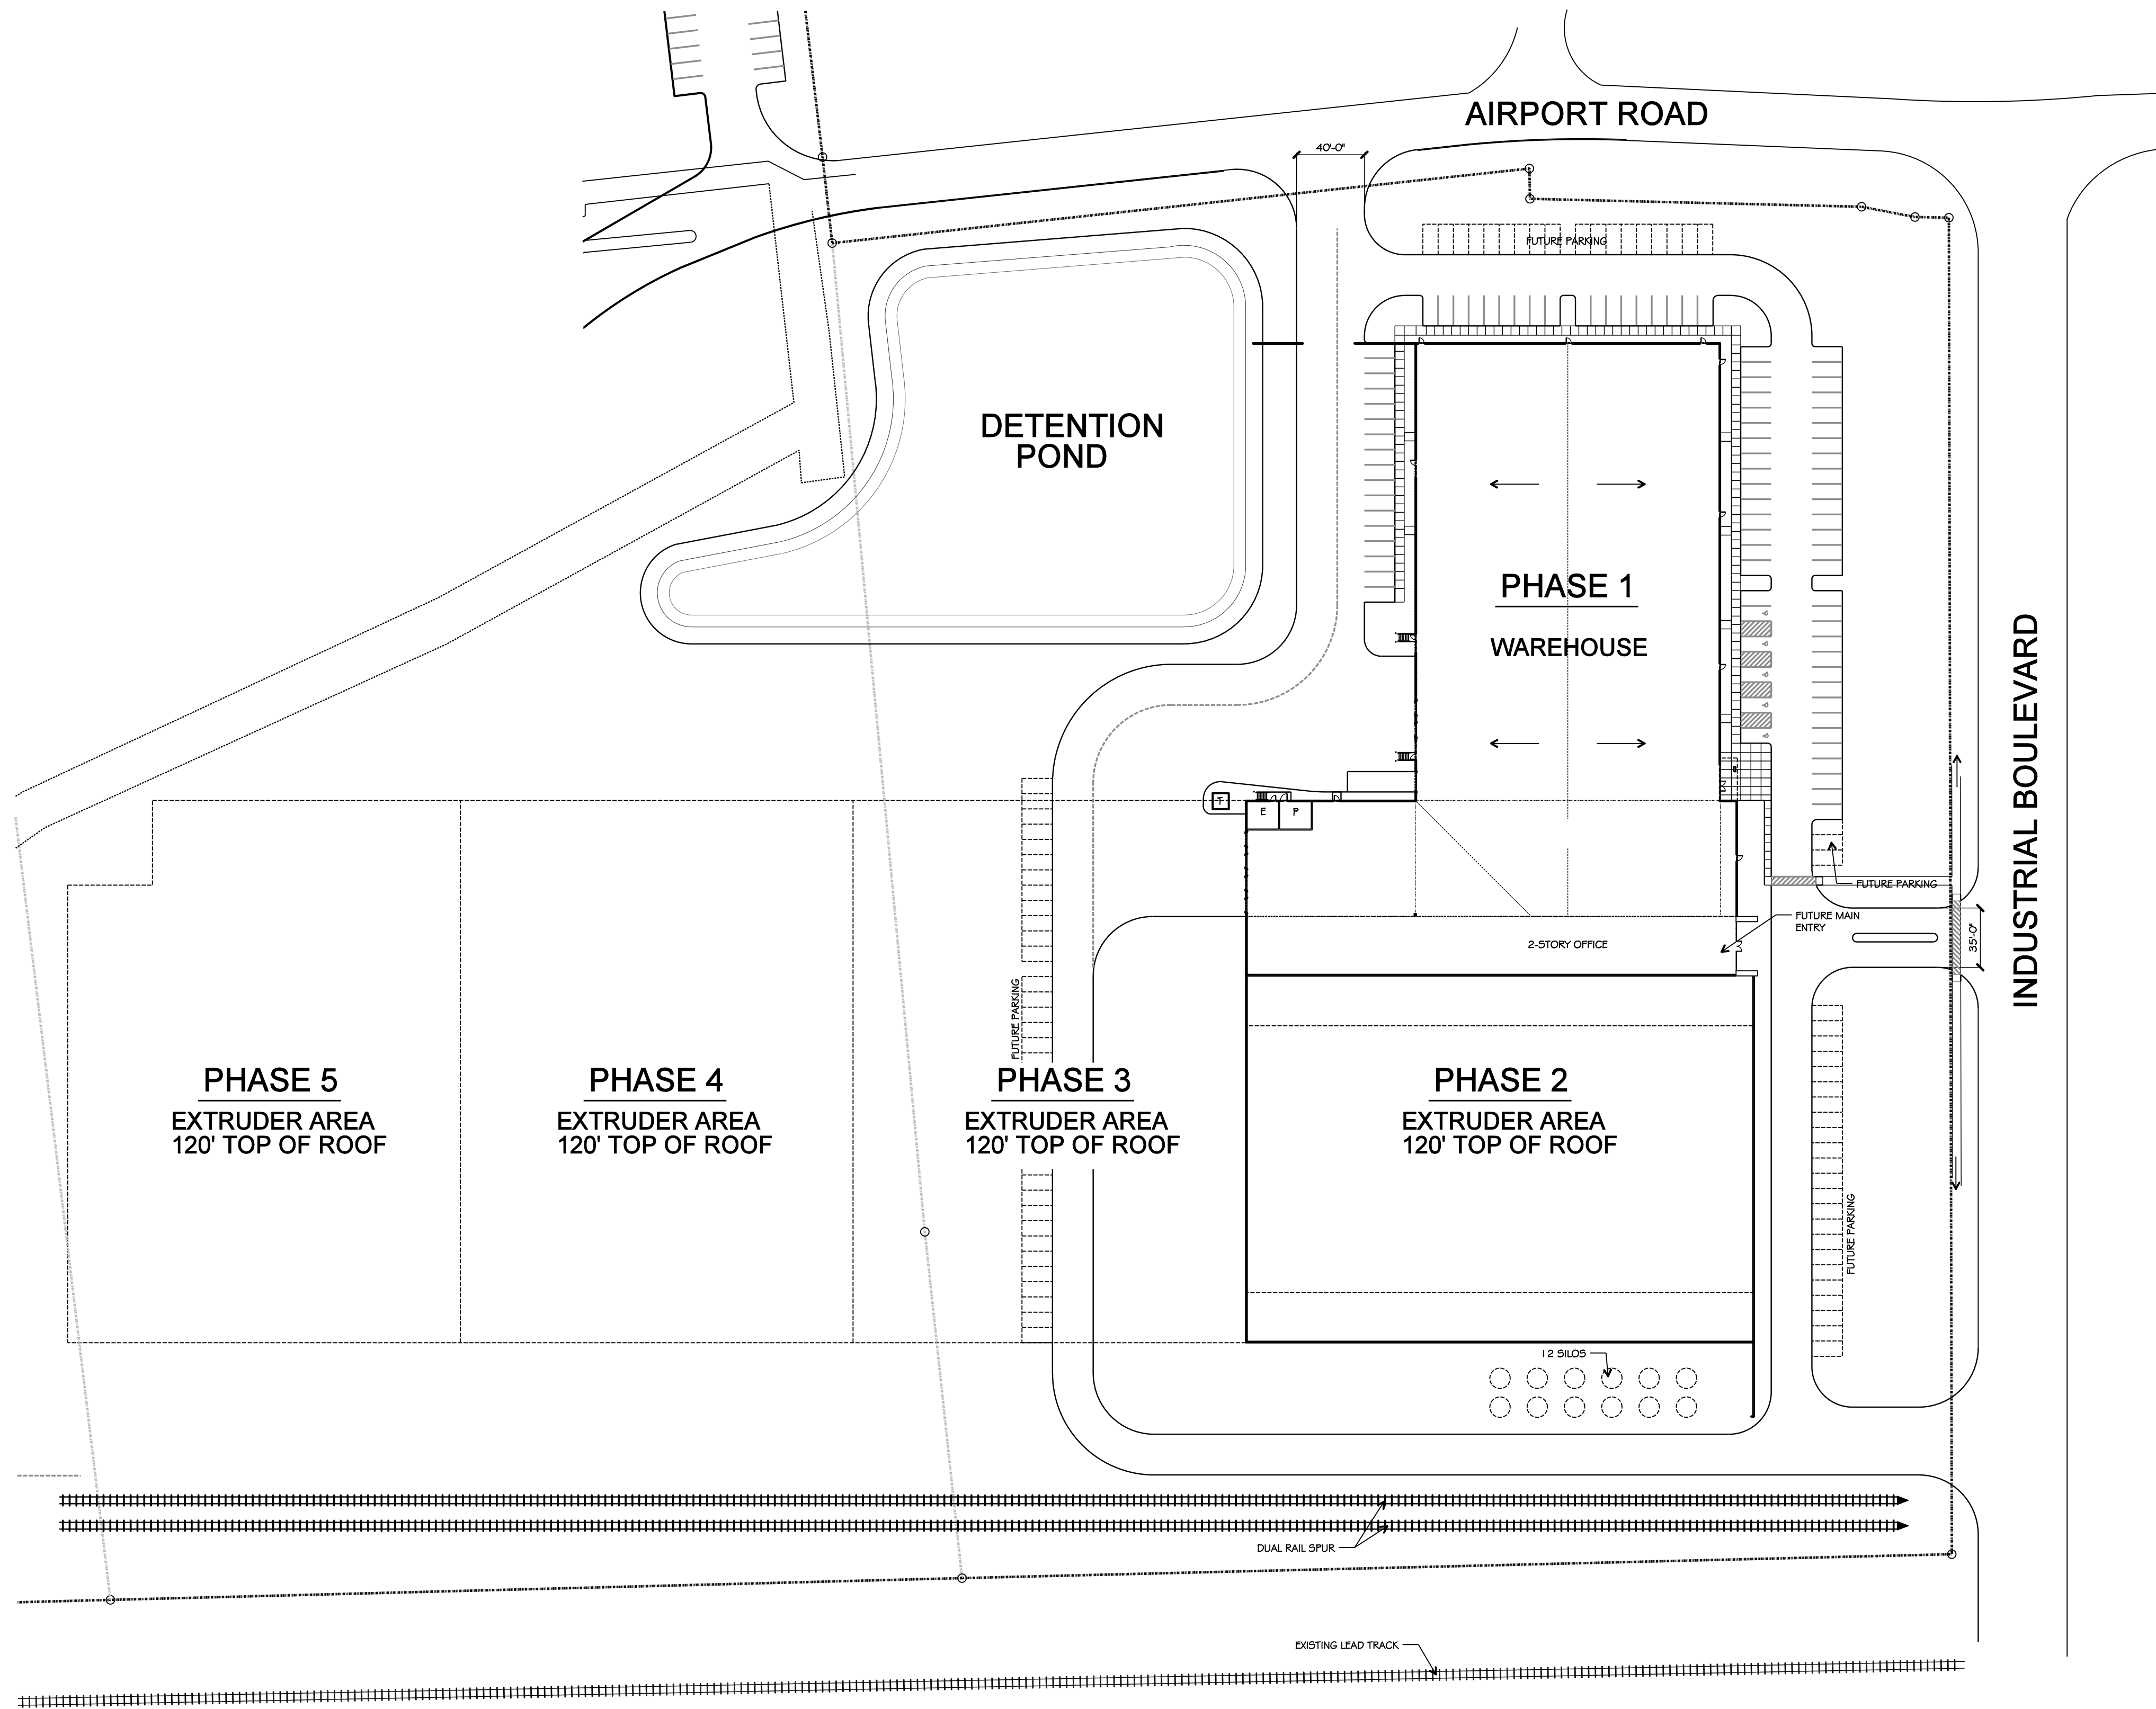 AIRPORT ROAD
40'-0"
FUTURE PARKING
DETENTION
POND
PHASE 1
WAREHOUSE
INDUSTRIAL BOULEVARD
T
E
P
FUTURE PARKING
FUTURE MAIN
ENTRY
35'-0"
2-STORY OFFICE
FUTURE PARKING
PHASE 5
EXTRUDER AREA
120' TOP OF ROOF
PHASE 4
EXTRUDER AREA
120' TOP OF ROOF
PHASE 3
EXTRUDER AREA
120' TOP OF ROOF
PHASE 2
EXTRUDER AREA
120' TOP OF ROOF
FUTURE PARKING
12 SILOS
DUAL RAIL SPUR
EXISTING LEAD TRACK